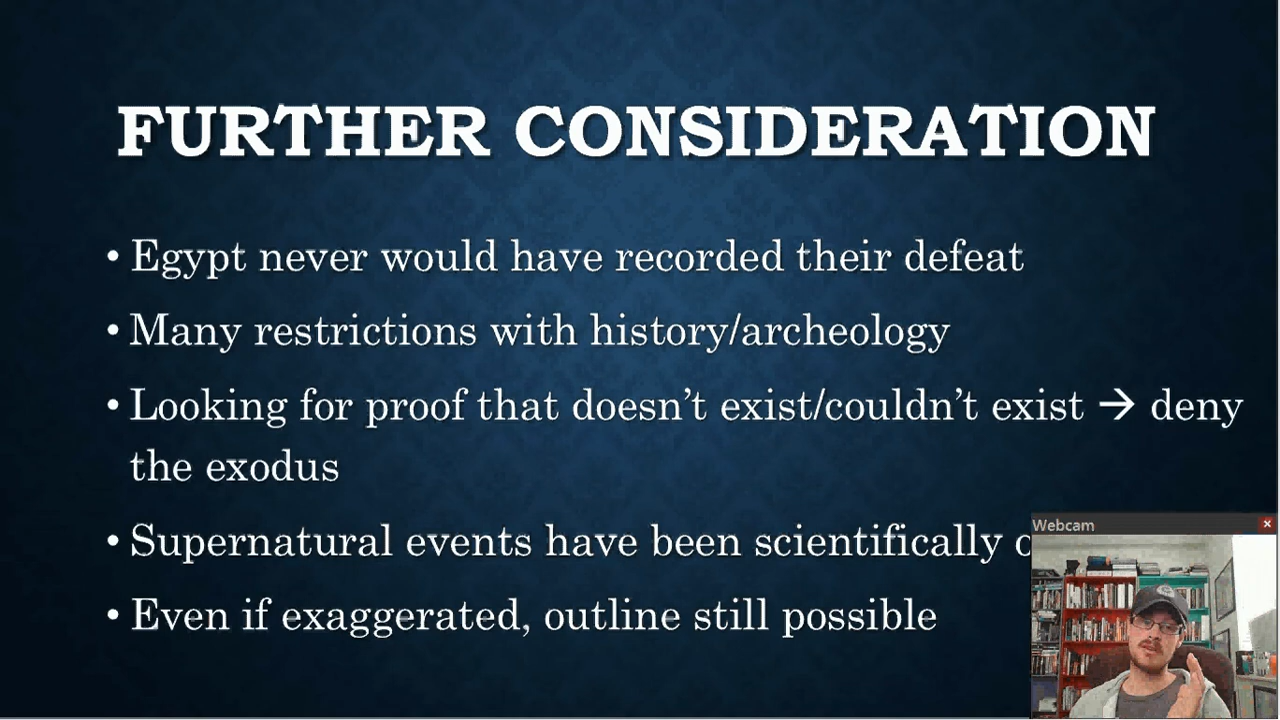 FURTHER CONSIDERATION
• Egypt never would have recorded their defeat
• Many restrictions with history/archeology
• Looking for proof that doesn't exist/couldn't exist → deny
the exodus
• Supernatural events have been scientifically
• Even if exaggerated, outline still possible
Webcam